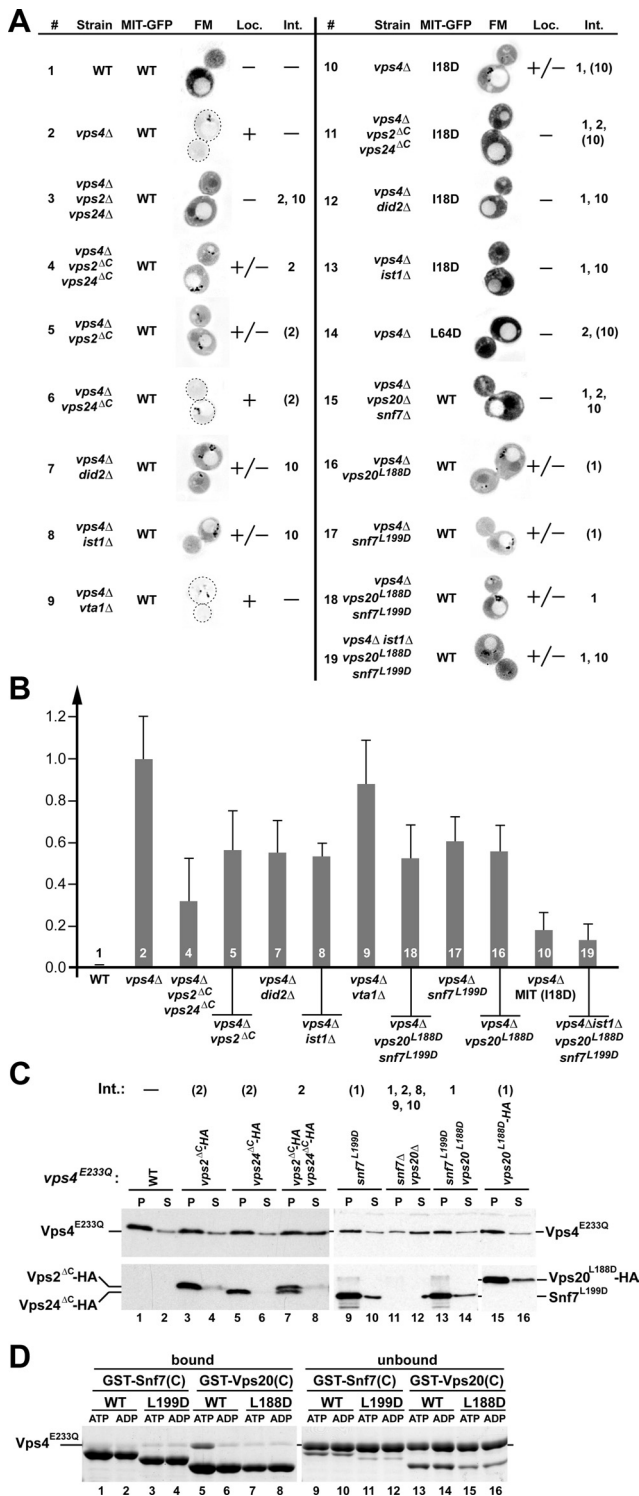 A
# Strain MIT-GFP FM Loc. Int.
1 WT WT − —
2 vps4Δ WT + —
3 vps4Δ vps2Δ vps24Δ WT − 2, 10
4 vps4Δ vps2ΔC vps24ΔC WT +/− 2
5 vps4Δ vps2ΔC WT +/− (2)
6 vps4Δ vps24ΔC WT + (2)
7 vps4Δ did2Δ WT +/− 10
8 vps4Δ ist1Δ WT +/− 10
9 vps4Δ vta1Δ WT + —
# Strain MIT-GFP FM Loc. Int.
10 vps4Δ I18D +/− 1, (10)
11 vps4Δ vps2ΔC vps24ΔC I18D − 1, 2, (10)
12 vps4Δ did2Δ I18D − 1, 10
13 vps4Δ ist1Δ I18D − 1, 10
14 vps4Δ L64D − 2, (10)
15 vps4Δ vps20Δ snf7Δ WT − 1, 2, 10
16 vps4Δ vps20L188D WT +/− (1)
17 vps4Δ snf7L199D WT +/− (1)
18 vps4Δ vps20L188D snf7L199D WT +/− 1
19 vps4Δ ist1Δ vps20L188D snf7L199D WT +/− 1, 10
B
1.2
1.0
0.8
0.6
0.4
0.2
0.0
1 2 4 5 7 8 9 18 17 16 10 19
WT
vps4Δ
vps4Δ vps2ΔC vps24ΔC
vps4Δ vps2ΔC
vps4Δ did2Δ
vps4Δ ist1Δ
vps4Δ vta1Δ
vps4Δ vps20L188D snf7L199D
vps4Δ snf7L199D
vps4Δ vps20L188D
vps4Δ MIT (I18D)
vps4Δist1Δ vps20L188D snf7L199D
C
Int.: — (2) (2) 2 (1) 1, 2, 8, 9, 10 1 (1)
vps4E233Q: WT vps2ΔC-HA vps24ΔC-HA vps2ΔC-HA vps24ΔC-HA snf7L199D snf7Δ vps20Δ snf7L199D vps20L188D vps20L188D-HA
P S P S P S P S P S P S P S P S
Vps4E233Q Vps4E233Q
Vps2ΔC-HA
Vps24ΔC-HA
Vps20L188D-HA
Snf7L199D
1 2 3 4 5 6 7 8 9 10 11 12 13 14 15 16
D
bound unbound
GST-Snf7(C) GST-Vps20(C) GST-Snf7(C) GST-Vps20(C)
WT L199D WT L188D WT L199D WT L188D
ATP ADP ATP ADP ATP ADP ATP ADP ATP ADP ATP ADP ATP ADP ATP ADP
Vps4E233Q
1 2 3 4 5 6 7 8 9 10 11 12 13 14 15 16